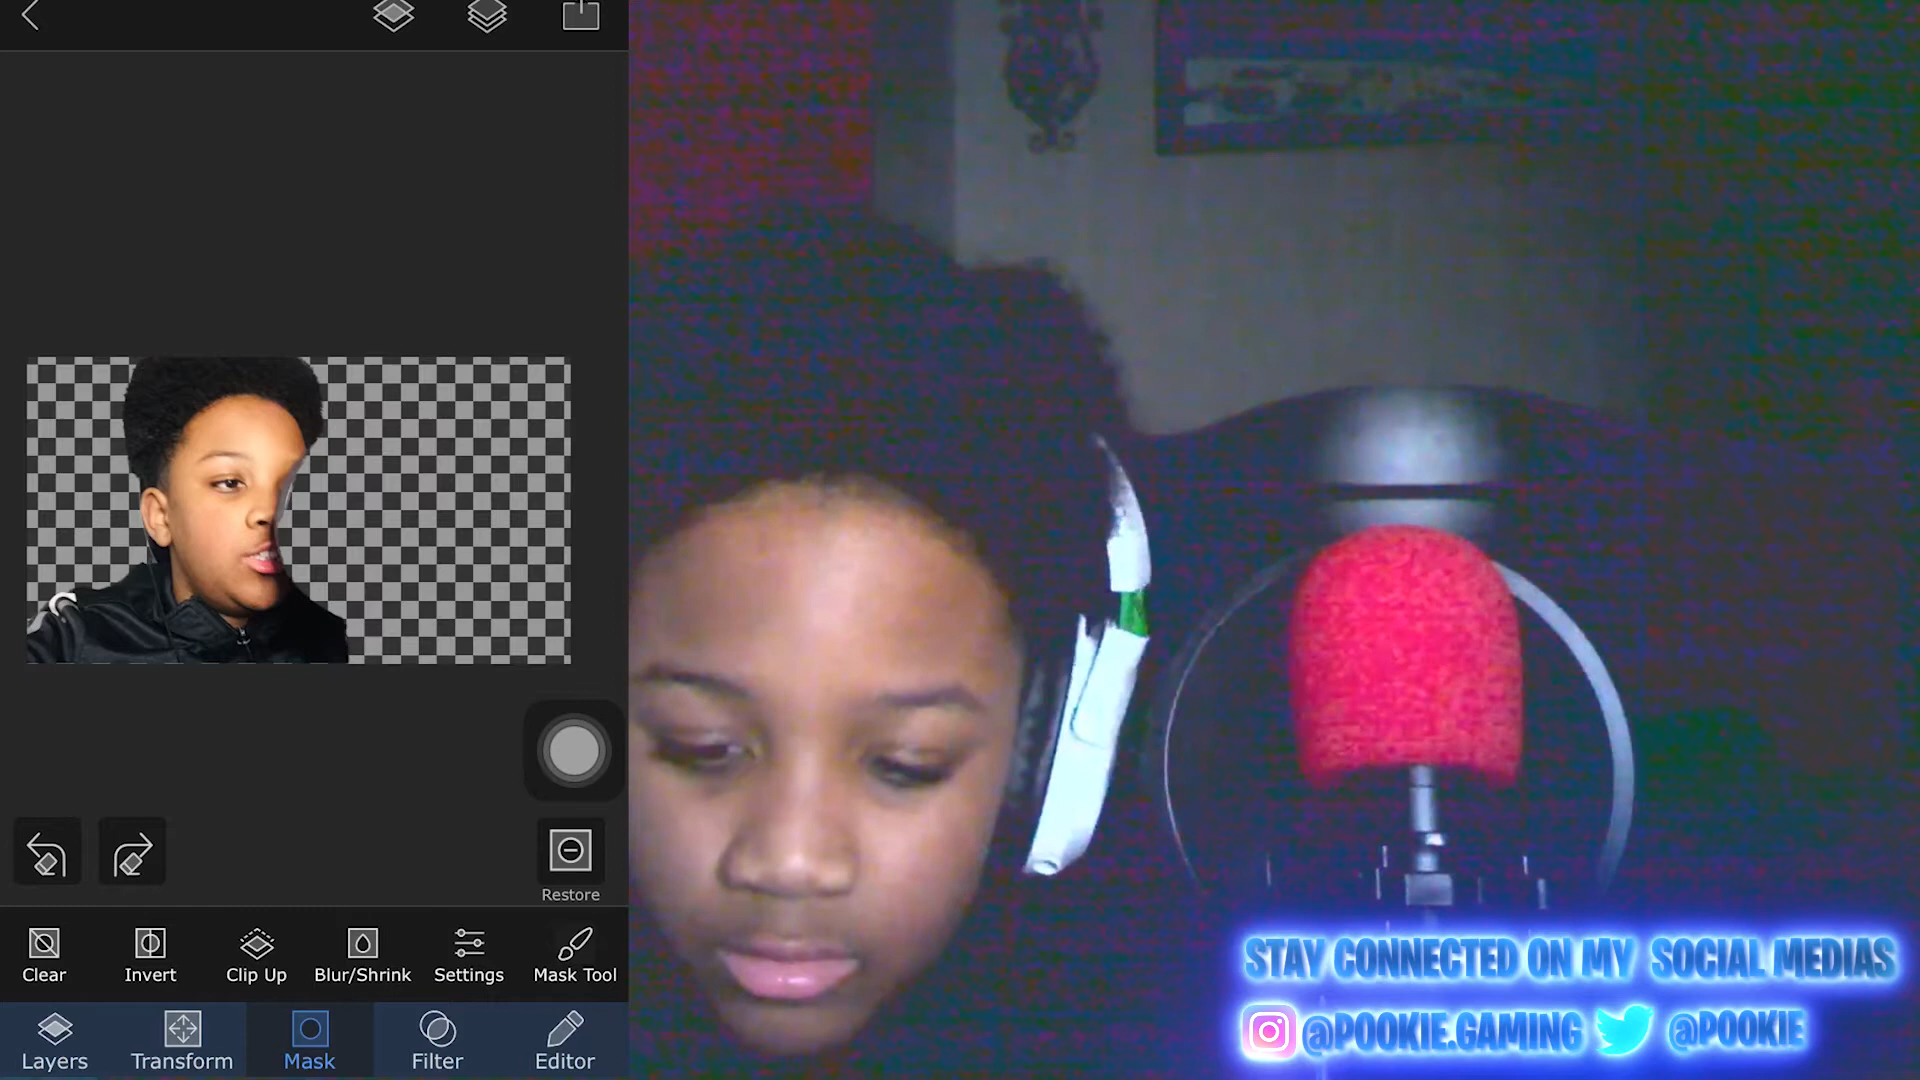 Restore
Clear Invert Clip Up Blur/Shrink Settings Mask Tool
Layers Transform Mask Filter Editor
STAY CONNECTED ON MY SOCIAL MEDIAS
@POOKIE.GAMING @POOKIE